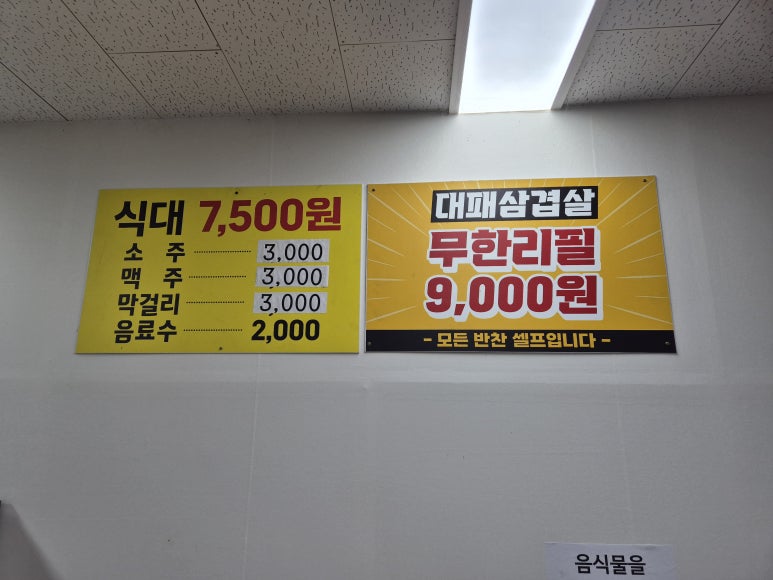 식대 7,500원
소 주 ---------- 3,000
맥 주 ---------- 3,000
막걸리 ---------- 3,000
음료수 ---------- 2,000
대패삼겹살
무한리필
9,000원
- 모든 반찬 셀프입니다 -
음식물을